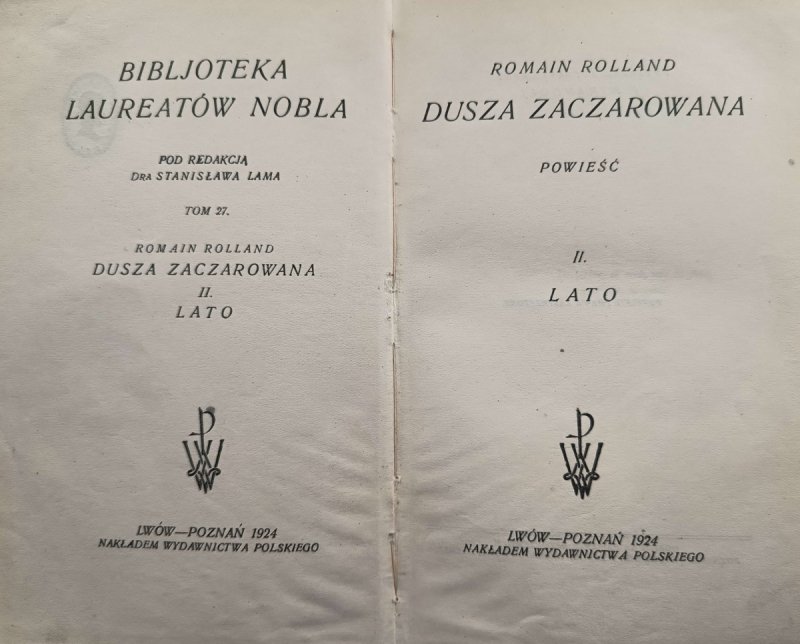 BIBLJOTEKA
LAUREATÓW NOBLA
POD REDAKCJĄ
DRA STANISŁAWA LAMA
TOM 27.
ROMAIN ROLLAND
DUSZA ZACZAROWANA
II.
LATO
LWÓW—POZNAŃ 1924
NAKŁADEM WYDAWNICTWA POLSKIEGO
ROMAIN ROLLAND
DUSZA ZACZAROWANA
POWIEŚĆ
II.
LATO
LWÓW—POZNAŃ 1924
NAKŁADEM WYDAWNICTWA POLSKIEGO